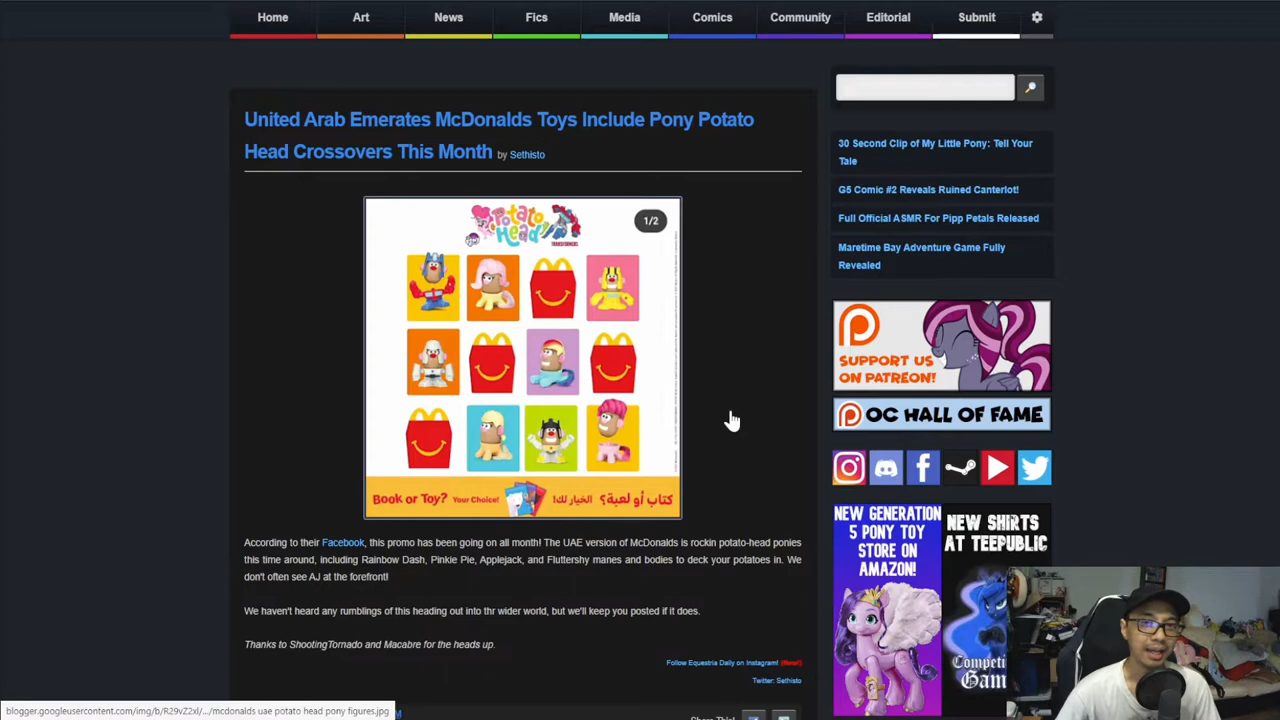 Home Art News Fics Media Comics Community Editorial Submit
United Arab Emerates McDonalds Toys Include Pony Potato
Head Crossovers This Month by Sethisto
Potato
Head
TRANSFORMERS
1/2
Book or Toy? Your Choice! الخيار لك! كتاب أو لعبة؟
According to their Facebook, this promo has been going on all month! The UAE version of McDonalds is rockin potato-head ponies
this time around, including Rainbow Dash, Pinkie Pie, Applejack, and Fluttershy manes and bodies to deck your potatoes in. We
don't often see AJ at the forefront!
We haven't heard any rumblings of this heading out into thr wider world, but we'll keep you posted if it does.
Thanks to ShootingTornado and Macabre for the heads up.
Follow Equestria Daily on Instagram! (New!)
Twitter: Sethisto
Share This!
30 Second Clip of My Little Pony: Tell Your
Tale
G5 Comic #2 Reveals Ruined Canterlot!
Full Official ASMR For Pipp Petals Released
Maretime Bay Adventure Game Fully
Revealed
SUPPORT US
ON PATREON!
OC HALL OF FAME
NEW GENERATION
5 PONY TOY
STORE ON
AMAZON!
NEW SHIRTS
AT TEEPUBLIC
blogger.googleusercontent.com/img/b/R29vZ2xl/.../mcdonalds uae potato head pony figures.jpg